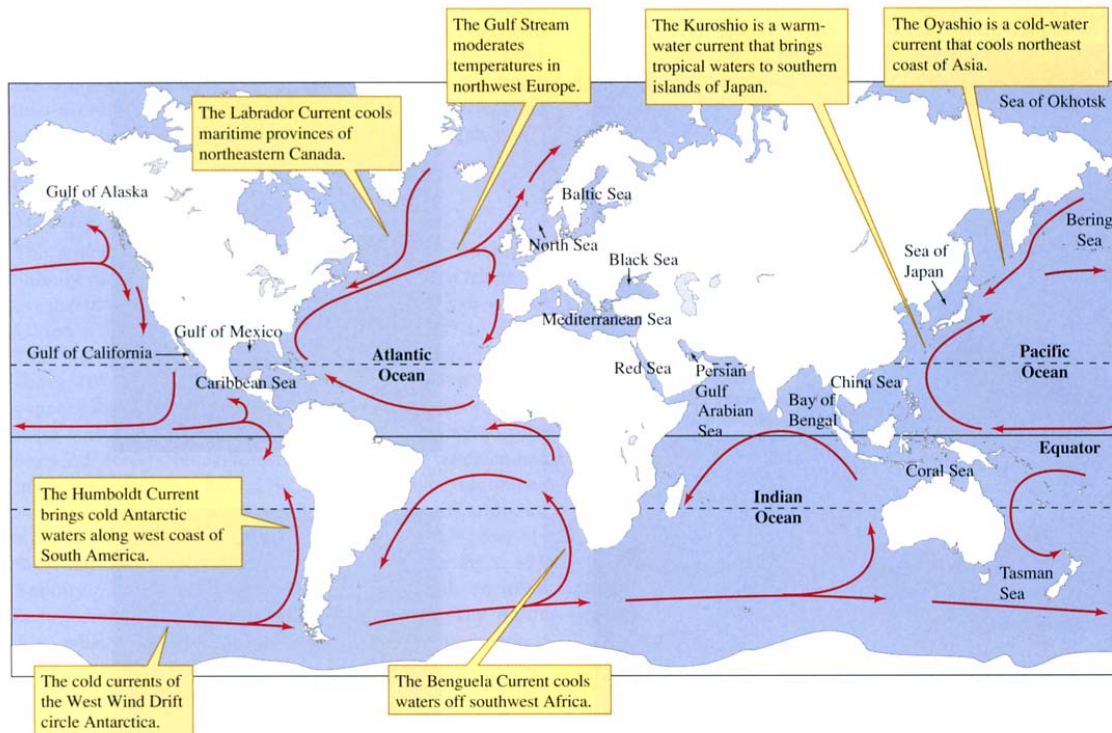 The Gulf Stream
moderates
temperatures in
northwest Europe.
The Kuroshio is a warm-
water current that brings
tropical waters to southern
islands of Japan.
The Oyashio is a cold-water
current that cools northeast
coast of Asia.
The Labrador Current cools
maritime provinces of
northeastern Canada.
Sea of Okhotsk
Gulf of Alaska
Baltic Sea
North Sea
Black Sea
Bering
Sea
Sea of
Japan
Gulf of Mexico
Mediterranean Sea
Gulf of California
Atlantic
Ocean
Red Sea
Persian
Gulf
Arabian
Sea
China Sea
Pacific
Ocean
Caribbean Sea
Bay of
Bengal
Equator
Coral Sea
The Humboldt Current
brings cold Antarctic
waters along west coast of
South America.
Indian
Ocean
Tasman
Sea
The cold currents of
the West Wind Drift
circle Antarctica.
The Benguela Current cools
waters off southwest Africa.